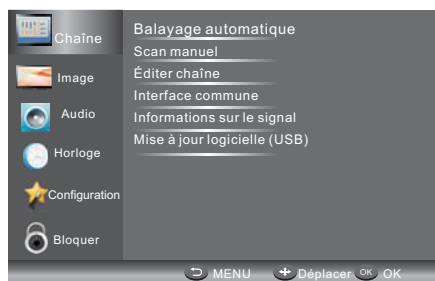 Chaîne
Image
Audio
Horloge
Configuration
Bloquer
Balayage automatique
Scan manuel
Éditer chaîne
Interface commune
Informations sur le signal
Mise à jour logicielle (USB)
MENU Déplacer OK OK